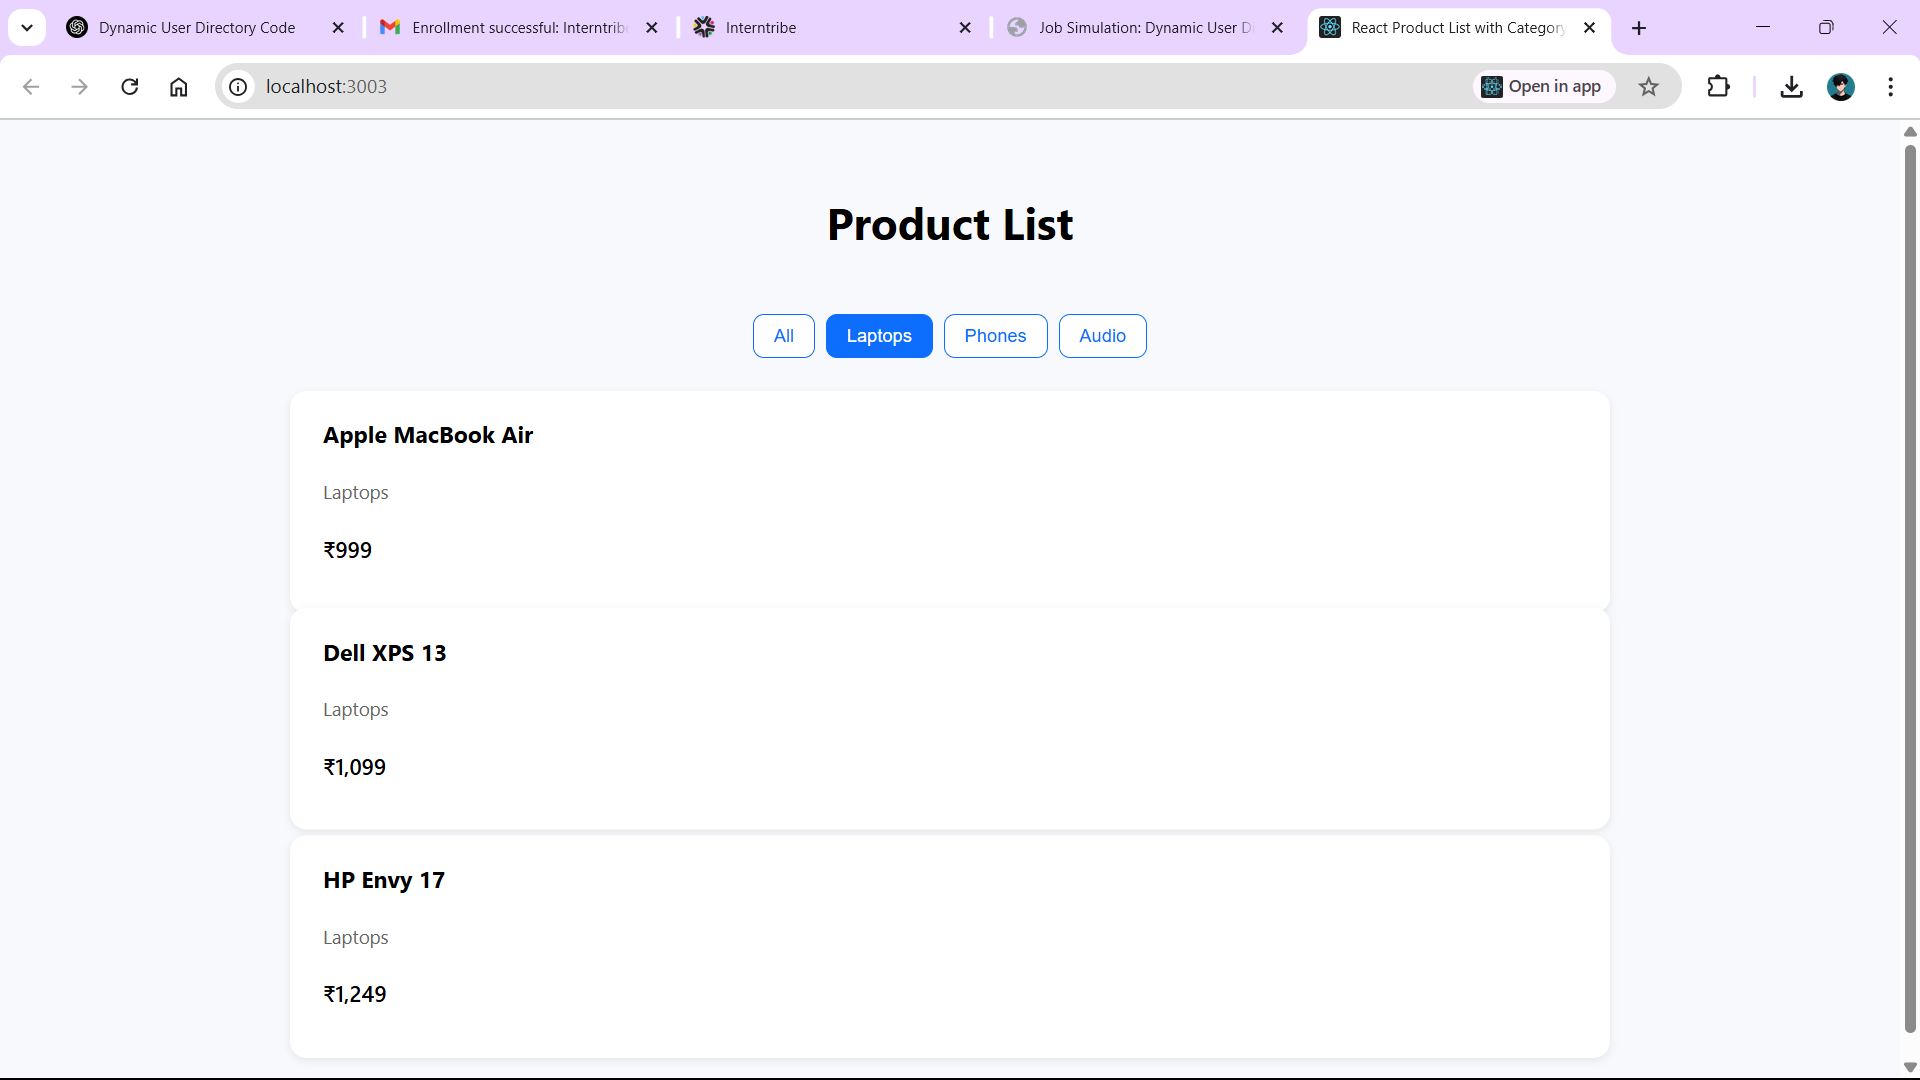 Dynamic User Directory Code
Enrollment successful: Interntribe
Interntribe
Job Simulation: Dynamic User D
React Product List with Category
localhost:3003
Open in app
Product List
All
Laptops
Phones
Audio
Apple MacBook Air
Laptops
₹999
Dell XPS 13
Laptops
₹1,099
HP Envy 17
Laptops
₹1,249